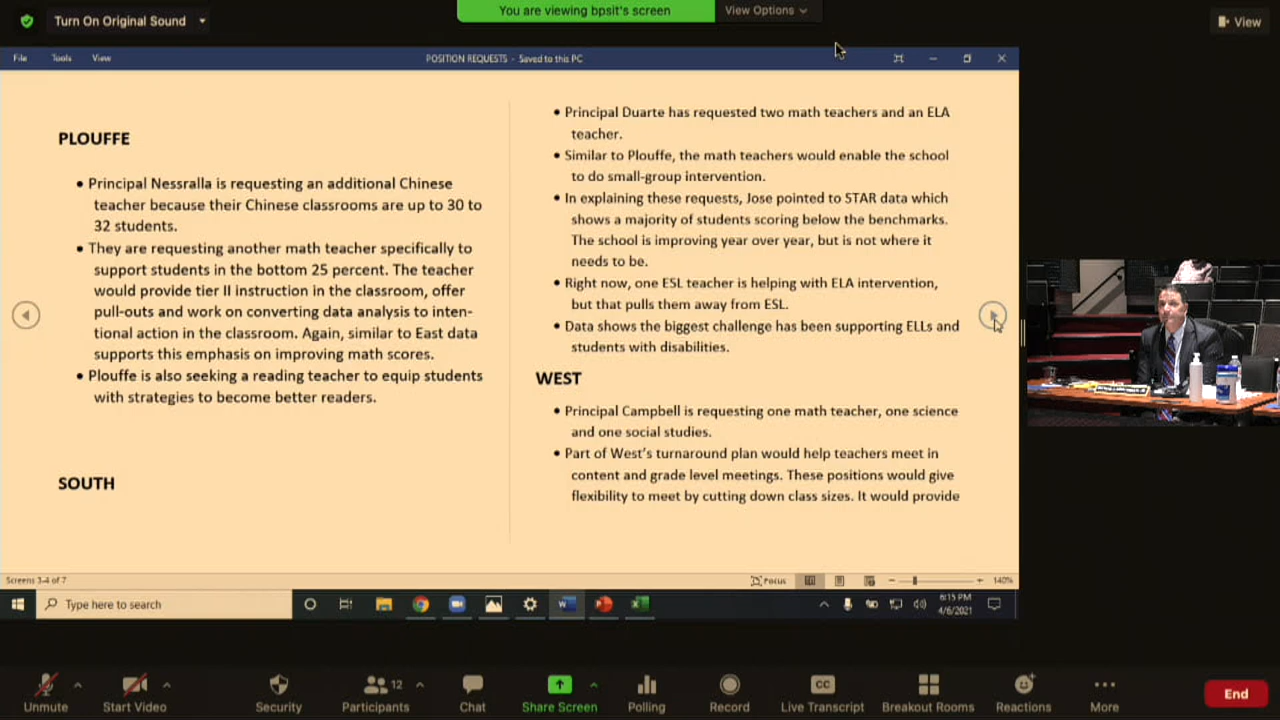 Turn On Original Sound
You are viewing bpsit's screen
View Options
View
File
Tools
View
POSITION REQUESTS - Saved to this PC
PLOUFFE
• Principal Nessralla is requesting an additional Chinese
teacher because their Chinese classrooms are up to 30 to
32 students.
• They are requesting another math teacher specifically to
support students in the bottom 25 percent. The teacher
would provide tier II instruction in the classroom, offer
pull-outs and work on converting data analysis to inten-
tional action in the classroom. Again, similar to East data
supports this emphasis on improving math scores.
• Plouffe is also seeking a reading teacher to equip students
with strategies to become better readers.
SOUTH
• Principal Duarte has requested two math teachers and an ELA
teacher.
• Similar to Plouffe, the math teachers would enable the school
to do small-group intervention.
• In explaining these requests, Jose pointed to STAR data which
shows a majority of students scoring below the benchmarks.
The school is improving year over year, but is not where it
needs to be.
• Right now, one ESL teacher is helping with ELA intervention,
but that pulls them away from ESL.
• Data shows the biggest challenge has been supporting ELLs and
students with disabilities.
WEST
• Principal Campbell is requesting one math teacher, one science
and one social studies.
• Part of West's turnaround plan would help teachers meet in
content and grade level meetings. These positions would give
flexibility to meet by cutting down class sizes. It would provide
Screens 3-4 of 7
Focus
140%
Type here to search
6:15 PM
4/6/2021
Unmute
Start Video
Security
12
Participants
Chat
Share Screen
Polling
Record
CC
Live Transcript
Breakout Rooms
Reactions
More
End